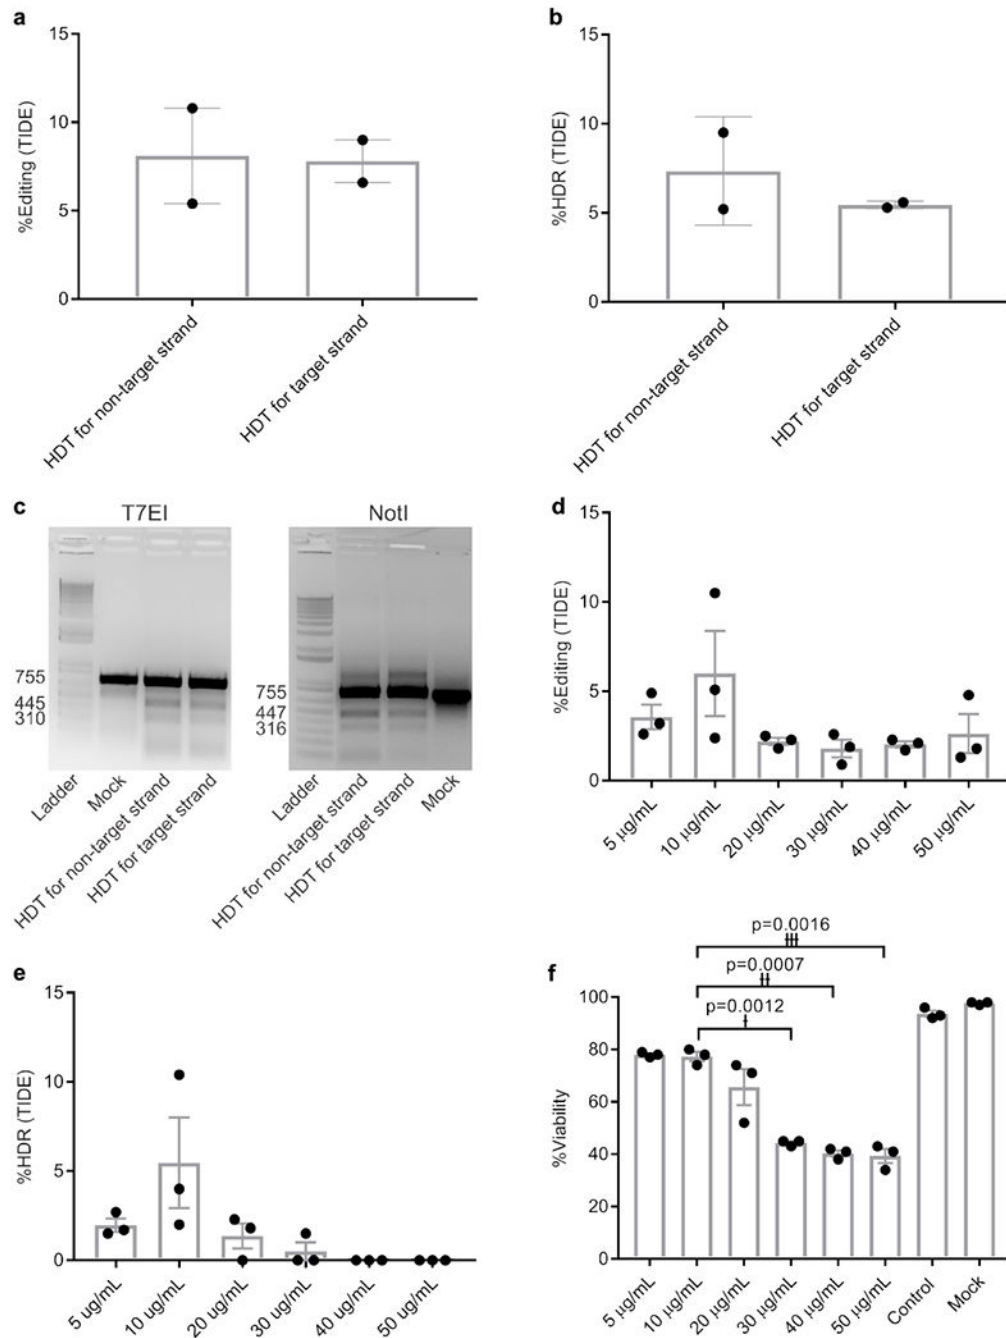 a
%Editing (TIDE)
15
10
5
0
HDT for non-target strand
HDT for target strand
b
%HDR (TIDE)
15
10
5
0
HDT for non-target strand
HDT for target strand
c
T7EI
755
445
310
Ladder
Mock
HDT for non-target strand
HDT for target strand
NotI
755
447
316
Ladder
HDT for non-target strand
HDT for target strand
Mock
d
%Editing (TIDE)
15
10
5
0
5 µg/mL
10 µg/mL
20 µg/mL
30 µg/mL
40 µg/mL
50 µg/mL
e
%HDR (TIDE)
15
10
5
0
5 ug/mL
10 ug/mL
20 ug/mL
30 ug/mL
40 ug/mL
50 ug/mL
f
p=0.0016
ƚƚƚ
p=0.0007
ƚƚ
p=0.0012
ƚ
%Viability
100
80
60
40
20
0
5 µg/mL
10 µg/mL
20 µg/mL
30 µg/mL
40 µg/mL
50 µg/mL
Control
Mock